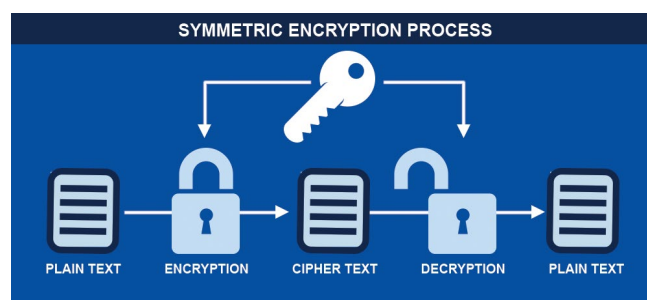 SYMMETRIC ENCRYPTION PROCESS
PLAIN TEXT
ENCRYPTION
CIPHER TEXT
DECRYPTION
PLAIN TEXT